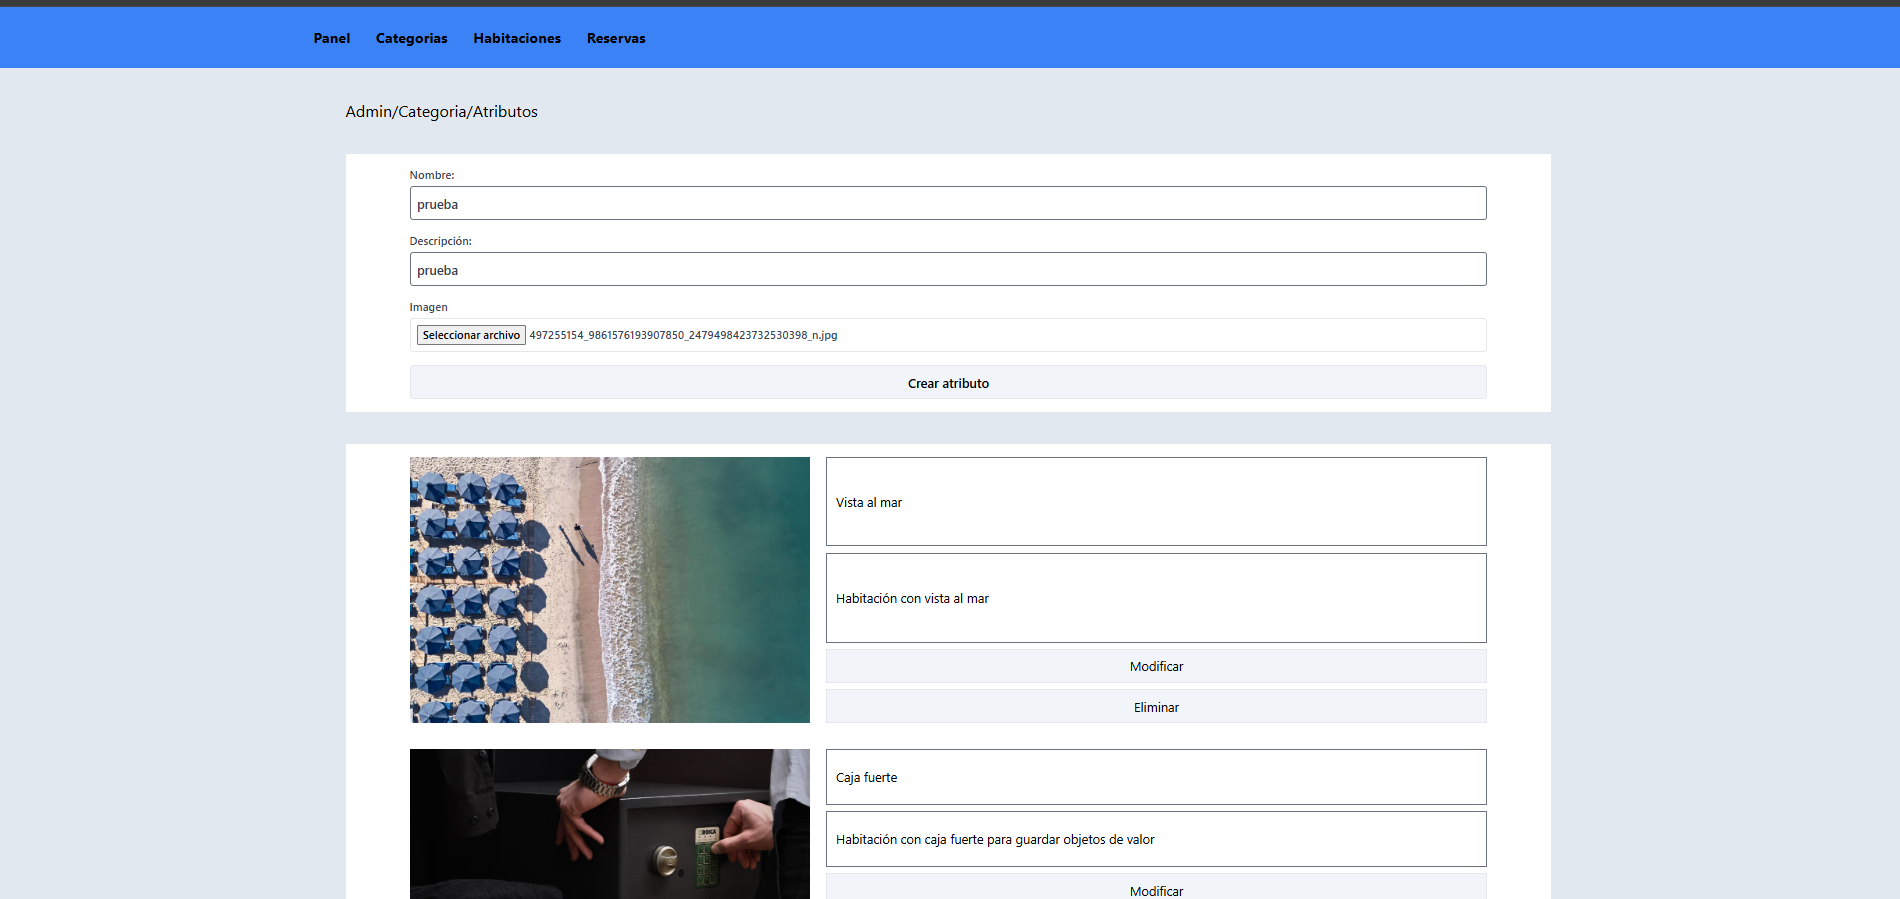 Panel Categorias Habitaciones Reservas
Admin/Categoria/Atributos
Nombre:
prueba
Descripción:
prueba
Imagen
Seleccionar archivo 497255154_9861576193907850_2479498423732530398_n.jpg
Crear atributo
Vista al mar
Habitación con vista al mar
Modificar
Eliminar
Caja fuerte
Habitación con caja fuerte para guardar objetos de valor
Modificar